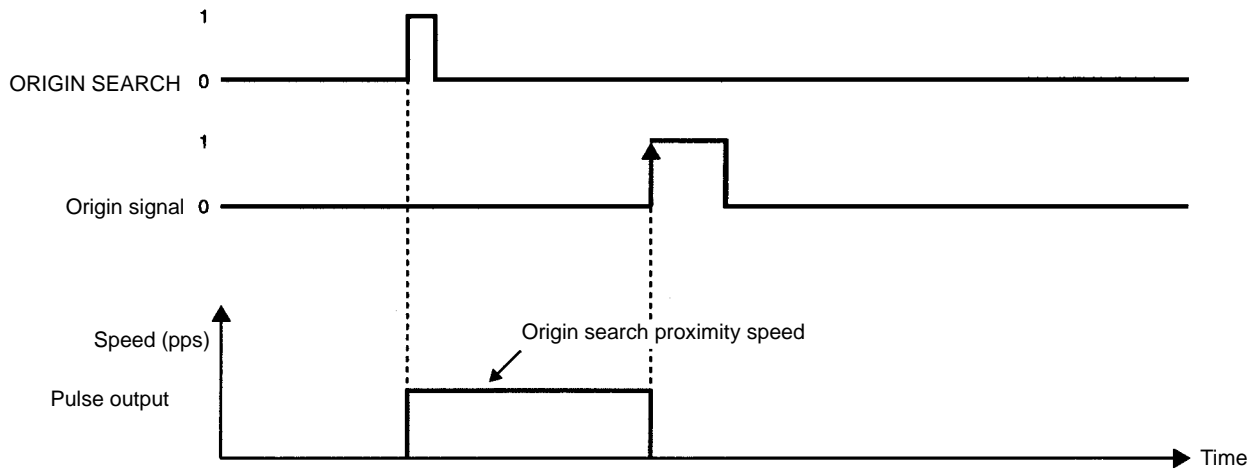 1
ORIGIN SEARCH 0
1
Origin signal 0
Speed (pps)
Origin search proximity speed
Pulse output
Time